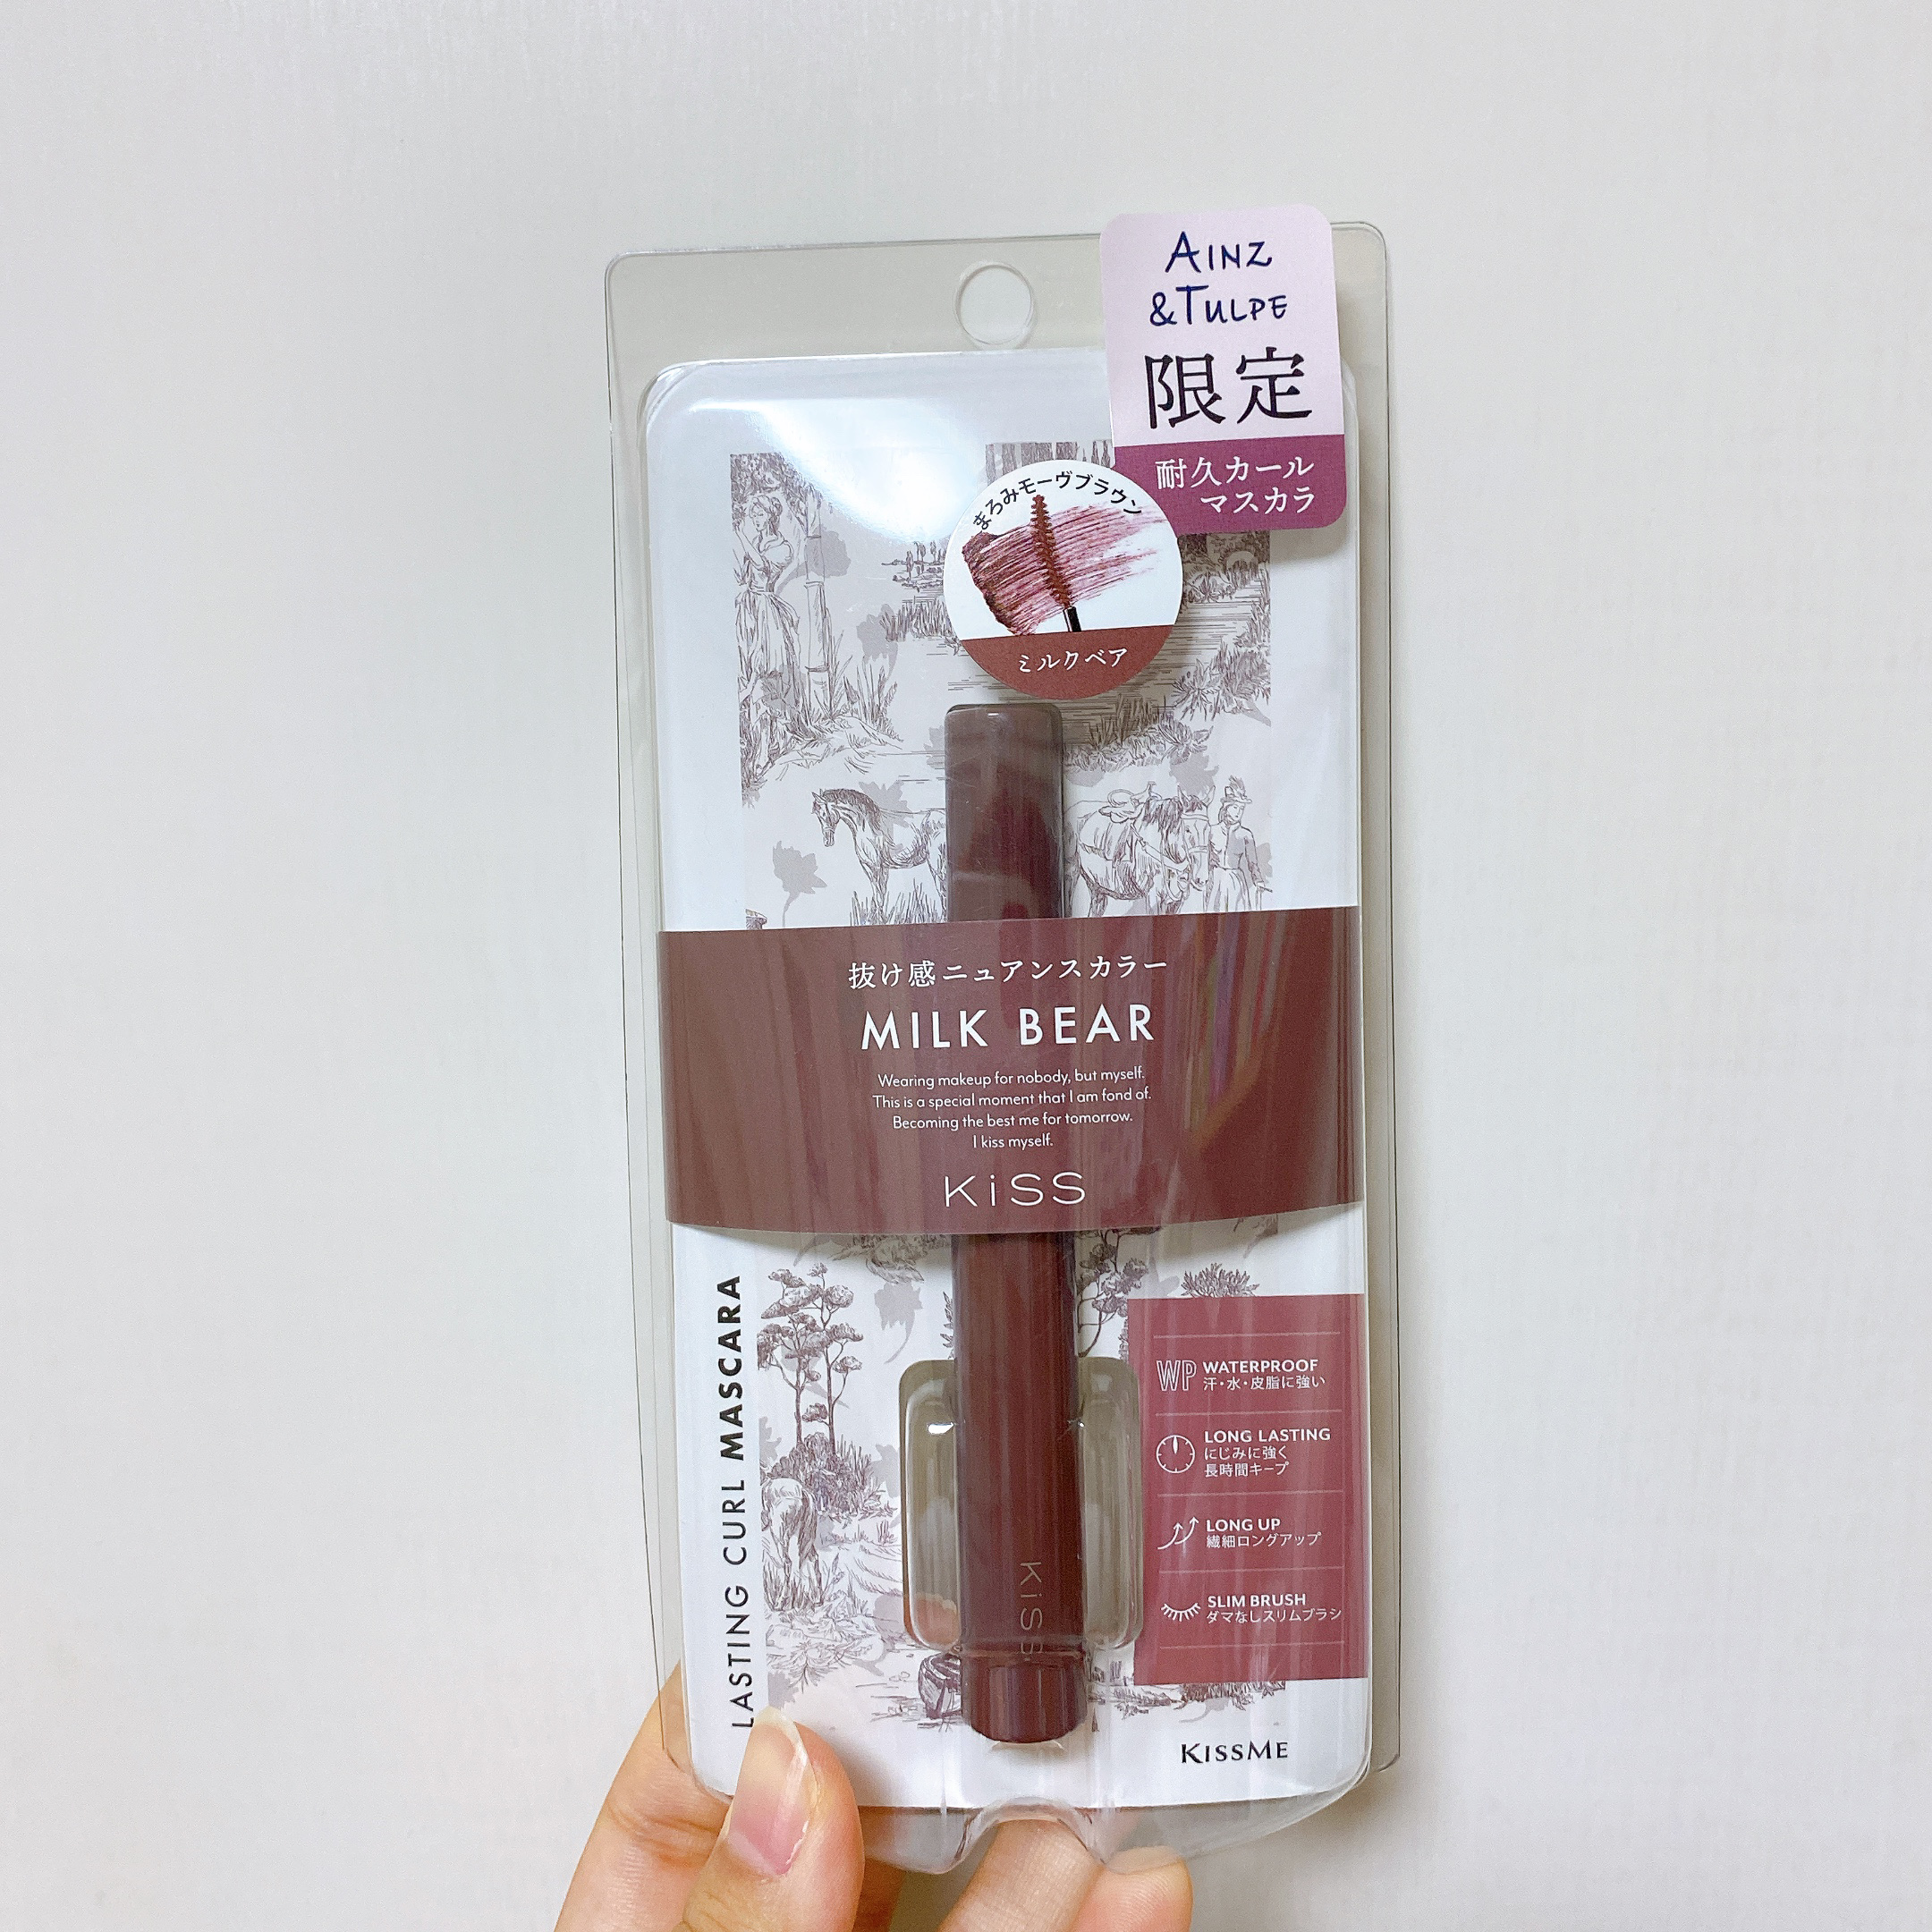 AINZ
&TULPE
限定
耐久カール
マスカラ
まろみモーヴブラウン
ミルクベア
抜け感ニュアンスカラー
MILK BEAR
Wearing makeup for nobody, but myself.
This is a special moment that I am fond of.
Becoming the best me for tomorrow.
I kiss myself.
KiSS
LASTING CURL MASCARA
WP WATERPROOF
汗・水・皮脂に強い
LONG LASTING
にじみに強く
長時間キープ
LONG UP
繊細ロングアップ
SLIM BRUSH
ダマなしスリムブラシ
KiSS
KISSME